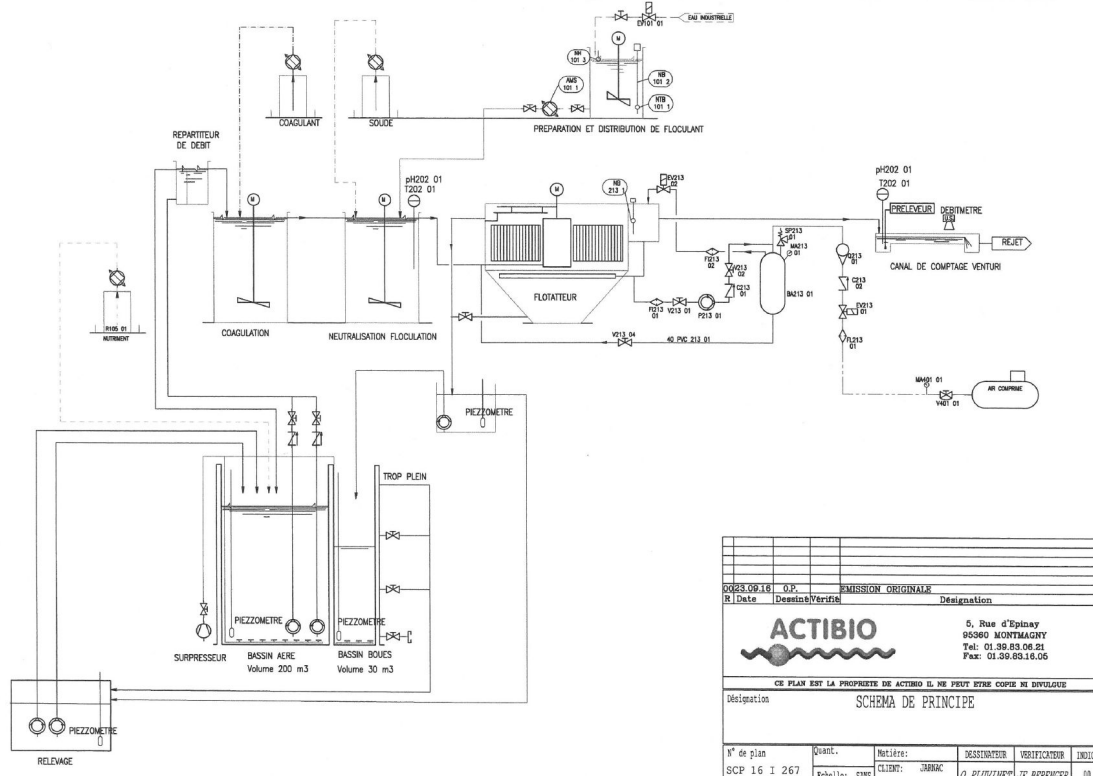 EV101 01
EAU INDUSTRIELLE
M
NH
101 3
NB
101 2
NTB
101 1
AMS
101 1
COAGULANT
SOUDE
PREPARATION ET DISTRIBUTION DE FLOCULANT
REPARTITEUR
DE DEBIT
pH202 01
T202 01
M
M
M
NB
213 1
EV213
02
pH202 01
T202 01
PRELEVEUR
DEBITMETRE
U.S
REJET
CANAL DE COMPTAGE VENTURI
SP213
01
MA213
01
FI213
02
V213
02
C213
01
BA213 01
C213
02
EV213
01
FL213
01
FLOTATTEUR
FI213
01
V213 01
P213 01
R105 01
NUTRIMENT
COAGULATION
NEUTRALISATION FLOCULATION
V213 04
40 PVC 213 01
MA401 01
V401 01
AIR COMPRIME
PIEZZOMETRE
TROP PLEIN
PIEZZOMETRE
PIEZZOMETRE
SURPRESSEUR
BASSIN AERE
Volume 200 m3
BASSIN BOUES
Volume 30 m3
PIEZZOMETRE
RELEVAGE
00 23.09.16 O.P. EMISSION ORIGINALE
R Date Dessiné Vérifié Désignation
ACTIBIO
5, Rue d'Epinay
95360 MONTMAGNY
Tel: 01.39.83.06.21
Fax: 01.39.83.16.05
CE PLAN EST LA PROPRIETE DE ACTIBIO IL NE PEUT ETRE COPIE NI DIVULGUE
Désignation
SCHEMA DE PRINCIPE
N° de plan Quant. Matière: DESSINATEUR VERIFICATEUR
SCP 16 I 267 CLIENT: JARNAC 00